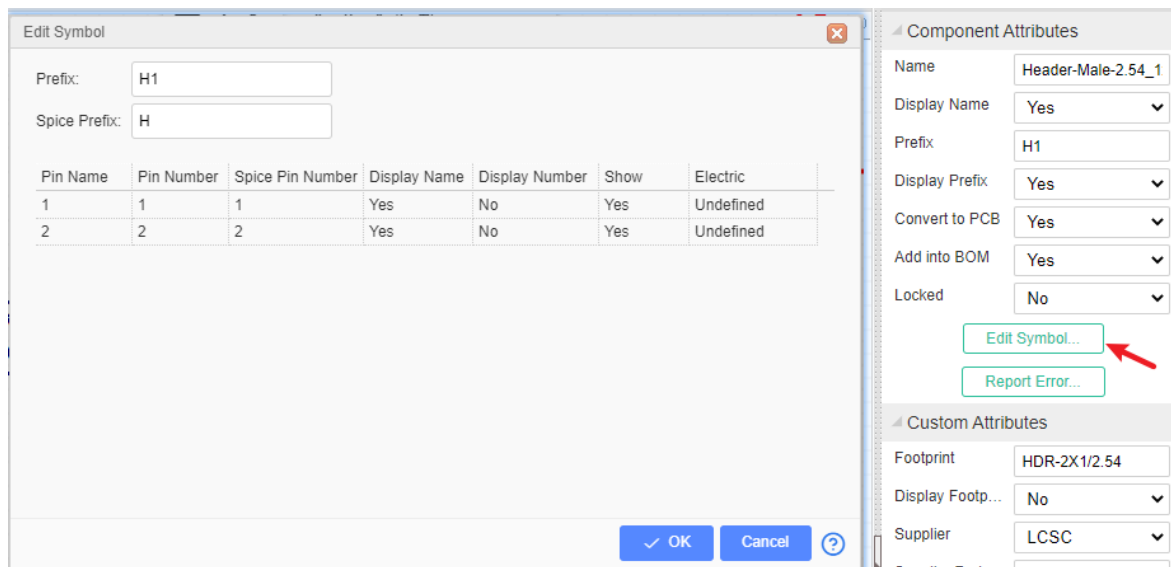 Edit Symbol
Prefix: H1
Spice Prefix: H
Pin Name Pin Number Spice Pin Number Display Name Display Number Show Electric
1 1 1 Yes No Yes Undefined
2 2 2 Yes No Yes Undefined
OK Cancel ?
Component Attributes
Name Header-Male-2.54_1
Display Name Yes
Prefix H1
Display Prefix Yes
Convert to PCB Yes
Add into BOM Yes
Locked No
Edit Symbol...
Report Error...
Custom Attributes
Footprint HDR-2X1/2.54
Display Footp... No
Supplier LCSC